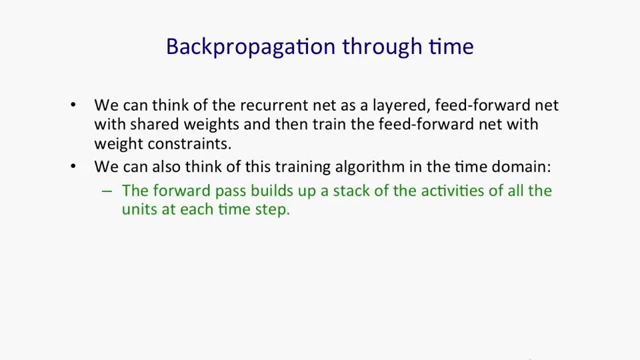 Backpropagation through time
• We can think of the recurrent net as a layered, feed-forward net
with shared weights and then train the feed-forward net with
weight constraints.
• We can also think of this training algorithm in the time domain:
– The forward pass builds up a stack of the activities of all the
units at each time step.